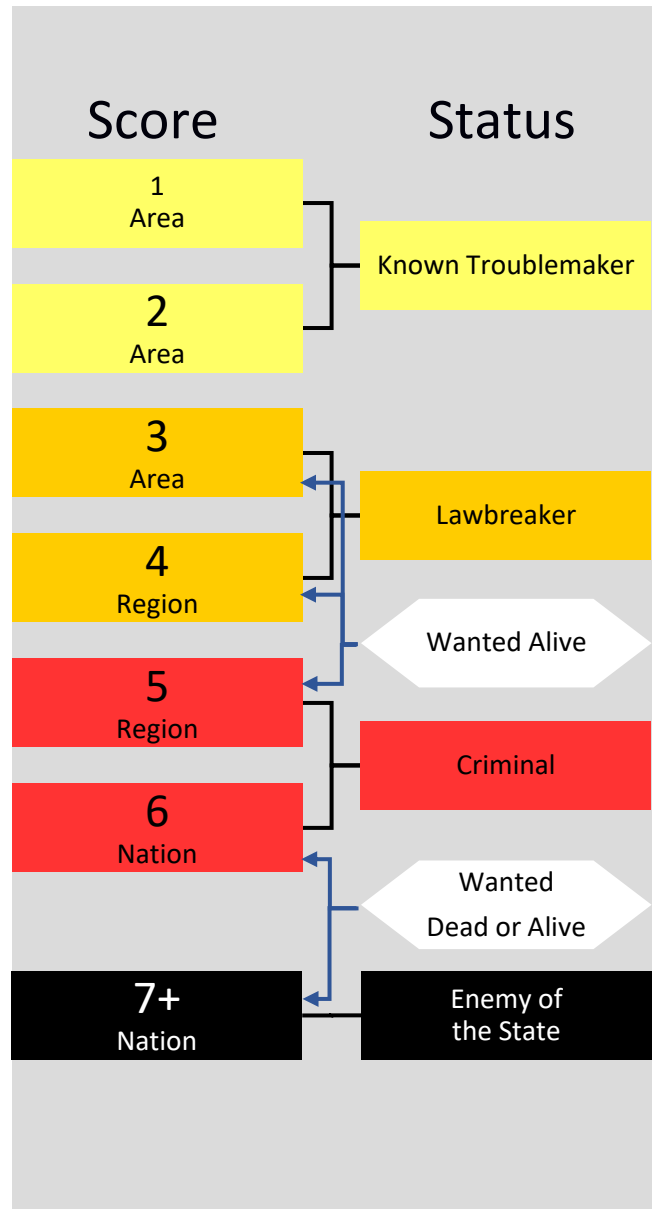 Score
Status
1
Area
Known Troublemaker
2
Area
3
Area
Lawbreaker
4
Region
Wanted Alive
5
Region
Criminal
6
Nation
Wanted
Dead or Alive
7+
Nation
Enemy of
the State